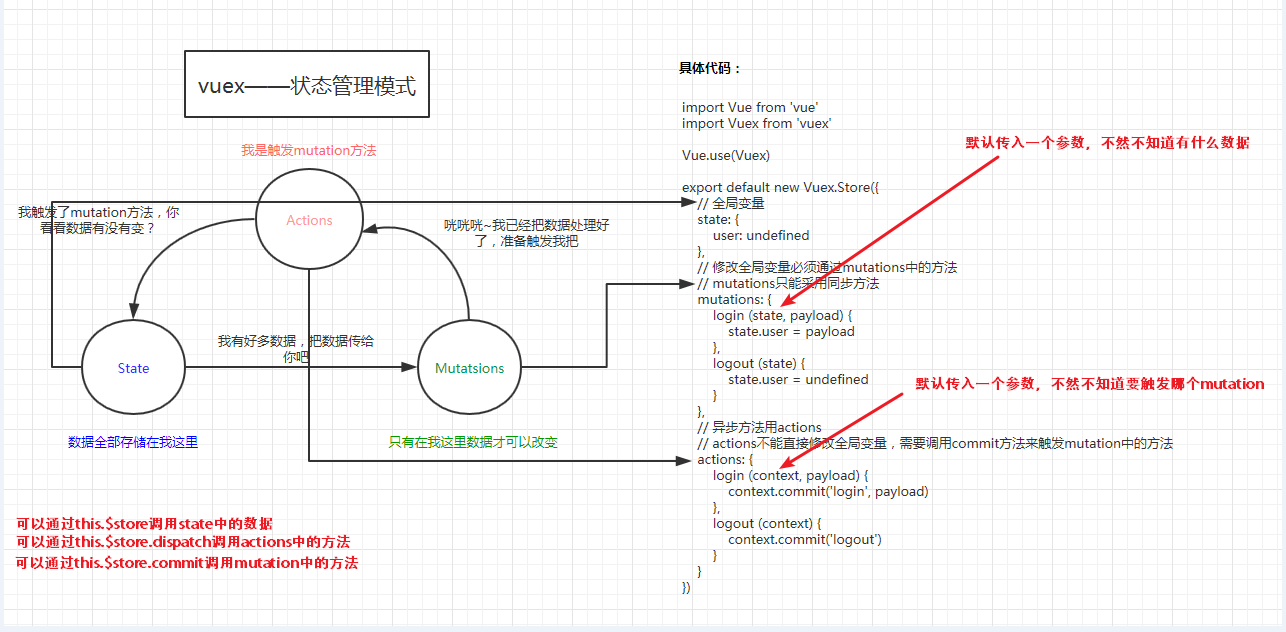 vuex——状态管理模式
我是触发mutation方法
Actions
我触发了mutation方法，你
看看数据有没有变？
咣咣咣~我已经把数据处理好
了，准备触发我把
我有好多数据，把数据传给
你吧
State
Mutatsions
数据全部存储在我这里
只有在我这里数据才可以改变
可以通过this.$store调用state中的数据
可以通过this.$store.dispatch调用actions中的方法
可以通过this.$store.commit调用mutation中的方法
具体代码：
import Vue from 'vue'
import Vuex from 'vuex'
Vue.use(Vuex)
export default new Vuex.Store({
// 全局变量
state: {
user: undefined
},
// 修改全局变量必须通过mutations中的方法
// mutations只能采用同步方法
mutations: {
login (state, payload) {
state.user = payload
},
logout (state) {
state.user = undefined
}
},
// 异步方法用actions
// actions不能直接修改全局变量，需要调用commit方法来触发mutation中的方法
actions: {
login (context, payload) {
context.commit('login', payload)
},
logout (context) {
context.commit('logout')
}
}
})
默认传入一个参数，不然不知道有什么数据
默认传入一个参数，不然不知道要触发哪个mutation